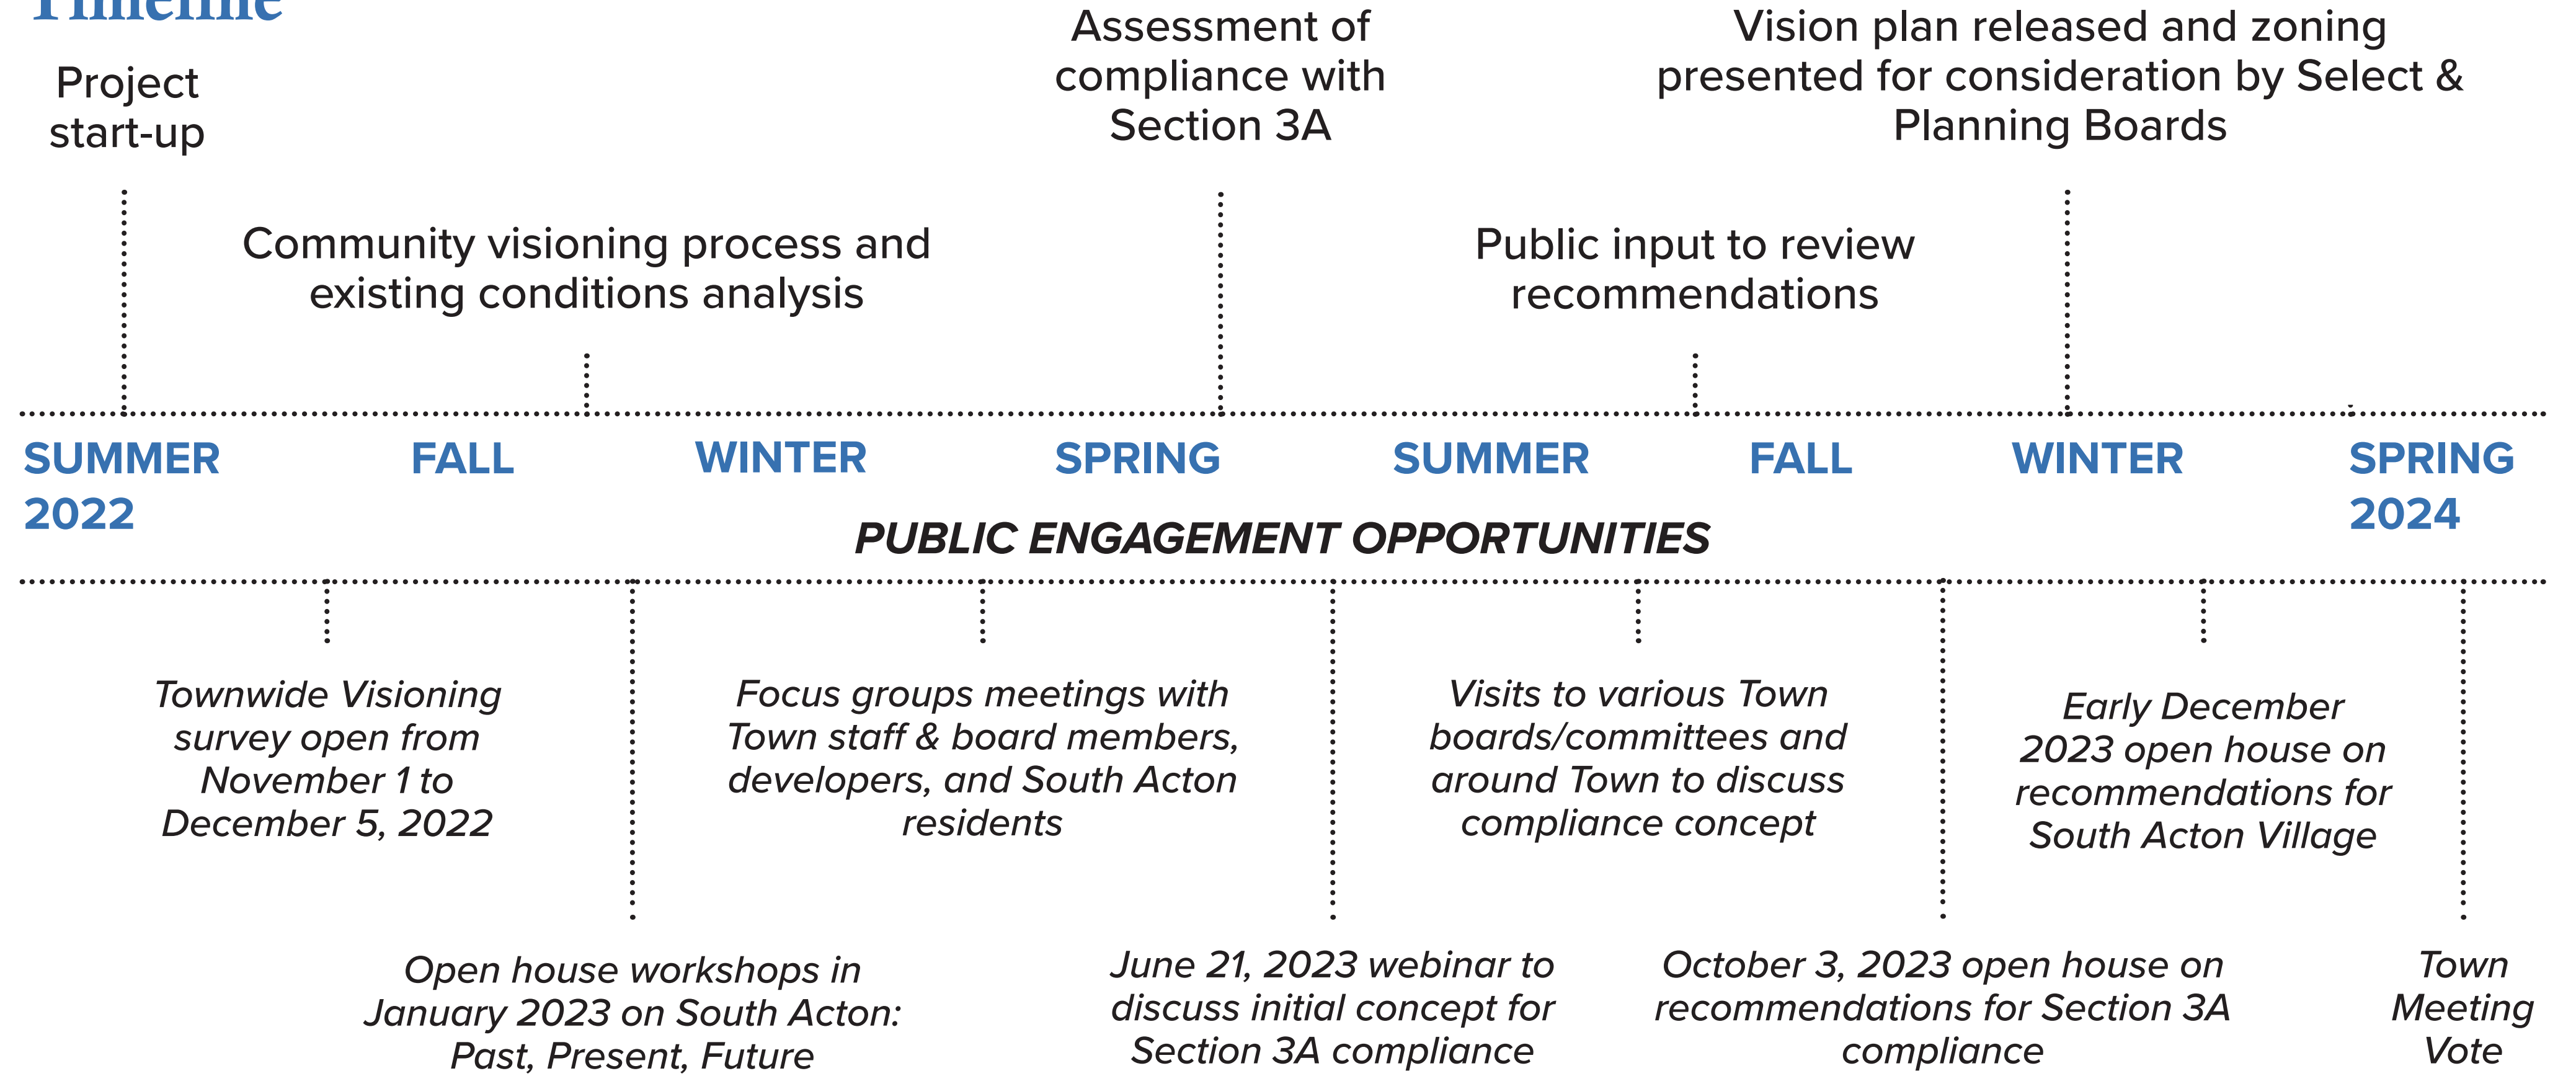 Timeline
Project
start-up
Assessment of
compliance with
Section 3A
Vision plan released and zoning
presented for consideration by Select &
Planning Boards
Community visioning process and
existing conditions analysis
Public input to review
recommendations
SUMMER
2022
FALL
WINTER
SPRING
SUMMER
FALL
WINTER
SPRING
2024
PUBLIC ENGAGEMENT OPPORTUNITIES
Townwide Visioning
survey open from
November 1 to
December 5, 2022
Focus groups meetings with
Town staff & board members,
developers, and South Acton
residents
Visits to various Town
boards/committees and
around Town to discuss
compliance concept
Early December
2023 open house on
recommendations for
South Acton Village
Open house workshops in
January 2023 on South Acton:
Past, Present, Future
June 21, 2023 webinar to
discuss initial concept for
Section 3A compliance
October 3, 2023 open house on
recommendations for Section 3A
compliance
Town
Meeting
Vote